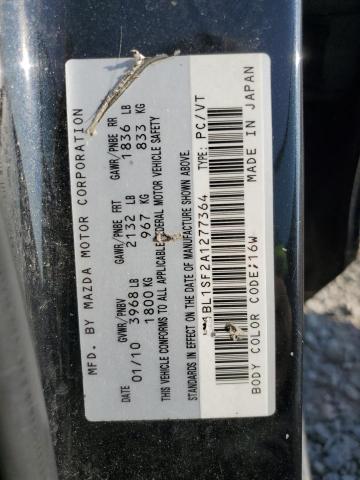 MFD. BY MAZDA MOTOR CORPORATION
DATE GVWR/PNBV GAWR/PNBE FRT GAWR/PNBE RR
01/10 3968 LB 2132 LB 1836 LB
1800 KG 967 KG 833 KG
THIS VEHICLE CONFORMS TO ALL APPLICABLE FEDERAL MOTOR VEHICLE SAFETY
STANDARDS IN EFFECT ON THE DATE OF MANUFACTURE SHOWN ABOVE.
BL1SF2A1277364 TYPE: PC/VT
BODY COLOR CODE:16W MADE IN JAPAN